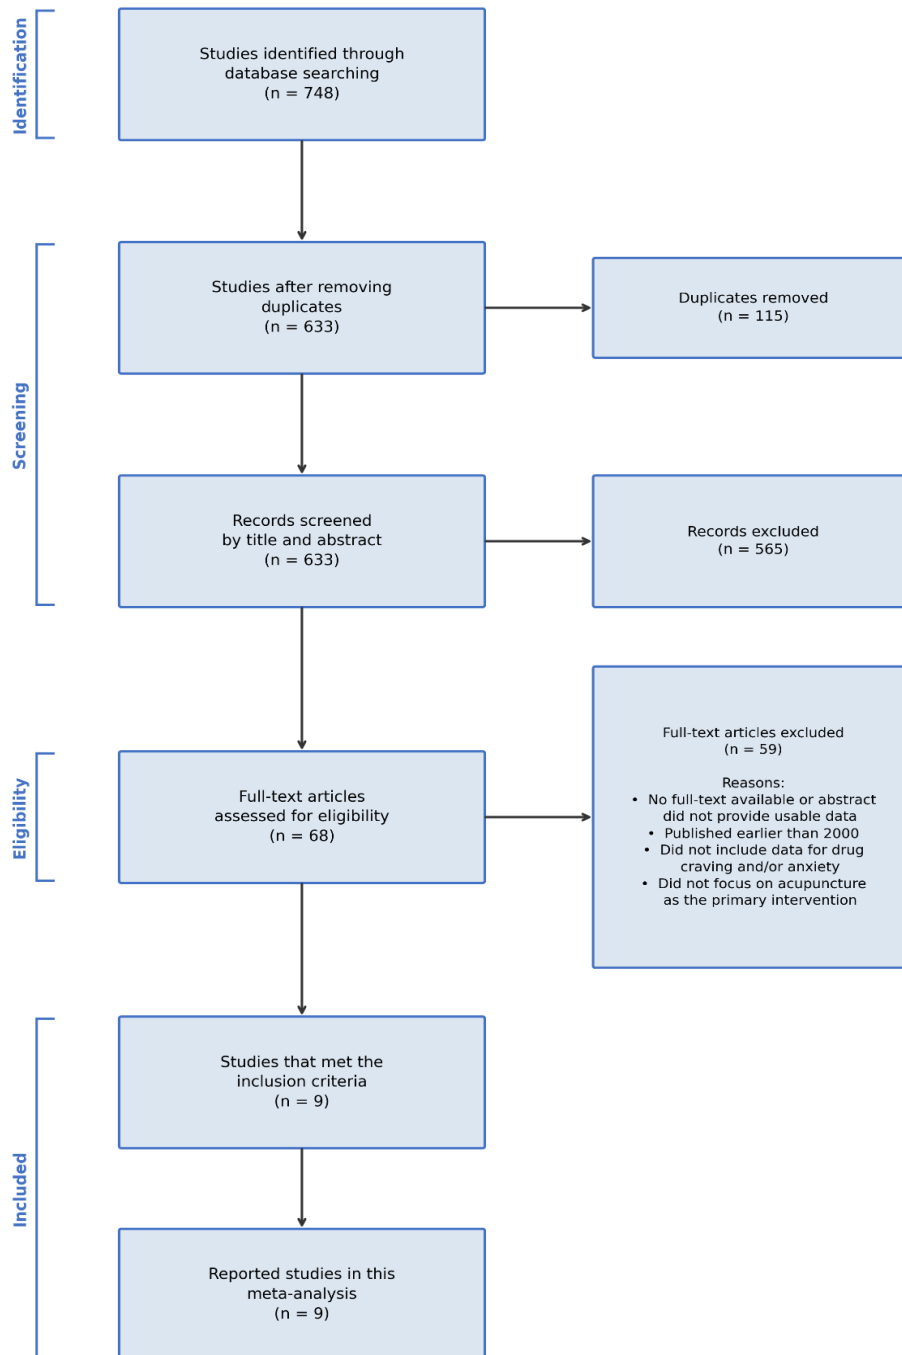 Identification
Studies identified through
database searching
(n = 748)
Screening
Studies after removing
duplicates
(n = 633)
Duplicates removed
(n = 115)
Records screened
by title and abstract
(n = 633)
Records excluded
(n = 565)
Eligibility
Full-text articles
assessed for eligibility
(n = 68)
Full-text articles excluded
(n = 59)
Reasons:
• No full-text available or abstract
did not provide usable data
• Published earlier than 2000
• Did not include data for drug
craving and/or anxiety
• Did not focus on acupuncture
as the primary intervention
Included
Studies that met the
inclusion criteria
(n = 9)
Reported studies in this
meta-analysis
(n = 9)